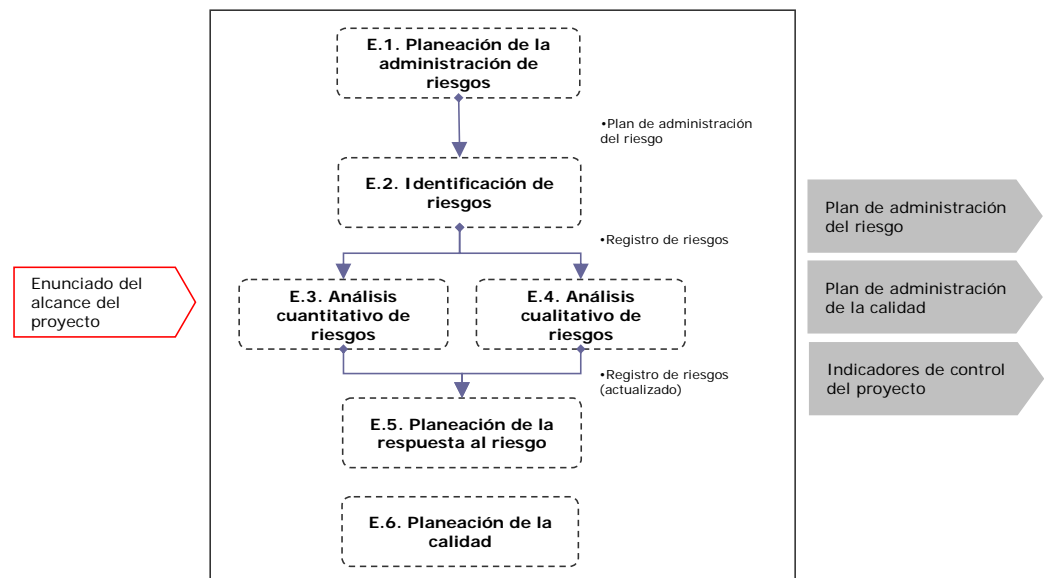 E.1. Planeación de la
administración de
riesgos
•Plan de administración
del riesgo
E.2. Identificación de
riesgos
•Registro de riesgos
Enunciado del
alcance del
proyecto
E.3. Análisis
cuantitativo de
riesgos
E.4. Análisis
cualitativo de
riesgos
•Registro de riesgos
(actualizado)
E.5. Planeación de la
respuesta al riesgo
E.6. Planeación de la
calidad
Plan de administración
del riesgo
Plan de administración
de la calidad
Indicadores de control
del proyecto